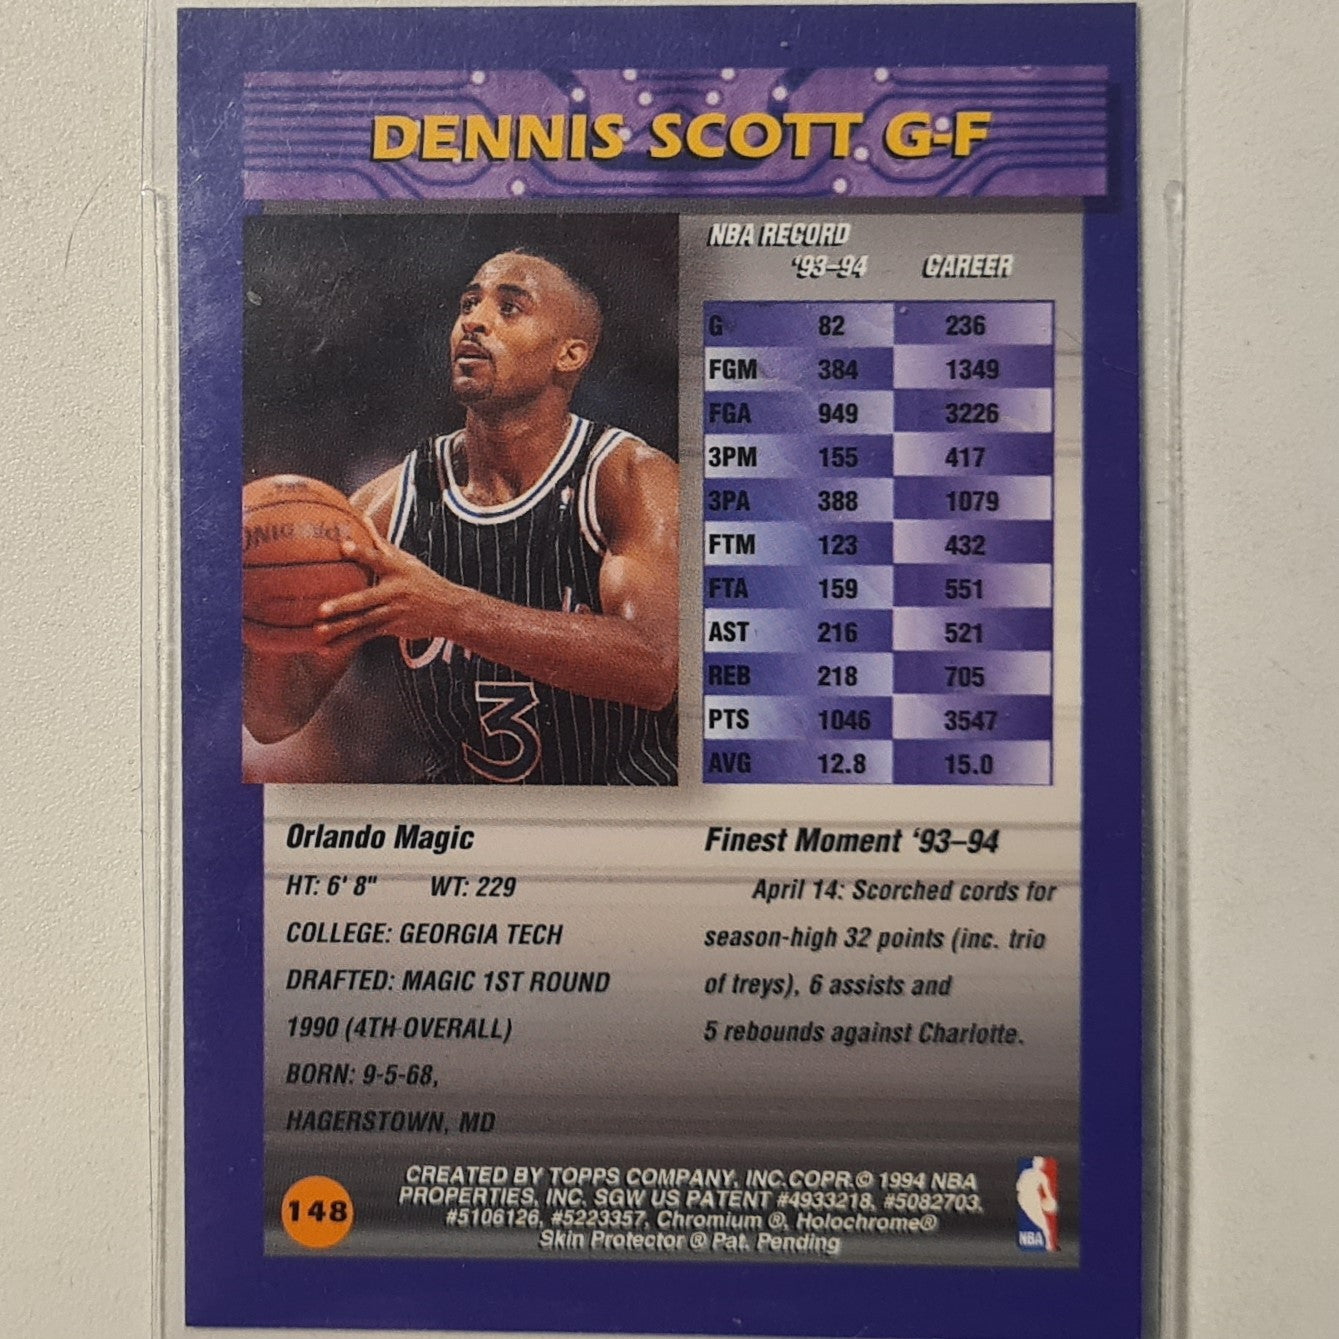 DENNIS SCOTT G-F
NBA RECORD
'93–94 CAREER
G 82 236
FGM 384 1349
FGA 949 3226
3PM 155 417
3PA 388 1079
FTM 123 432
FTA 159 551
AST 216 521
REB 218 705
PTS 1046 3547
AVG 12.8 15.0
3
Orlando Magic
HT: 6' 8" WT: 229
COLLEGE: GEORGIA TECH
DRAFTED: MAGIC 1ST ROUND
1990 (4TH OVERALL)
BORN: 9-5-68,
HAGERSTOWN, MD
Finest Moment '93–94
April 14: Scorched cords for
season-high 32 points (inc. trio
of treys), 6 assists and
5 rebounds against Charlotte.
148
CREATED BY TOPPS COMPANY, INC.COPR.© 1994 NBA
PROPERTIES, INC. SGW US PATENT #4933218, #5082703,
#5106126, #5223357, Chromium ®, Holochrome®
Skin Protector ® Pat. Pending
NBA